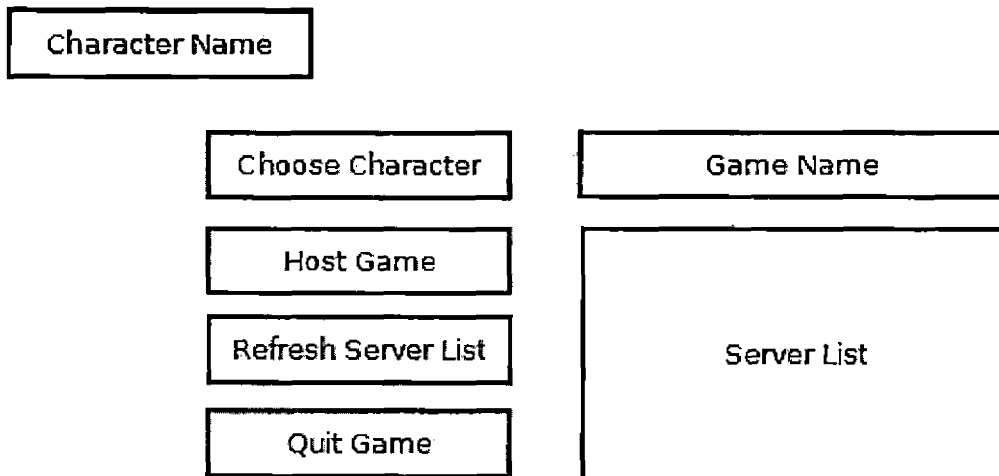 Character Name
Choose Character
Game Name
Host Game
Refresh Server List
Server List
Quit Game